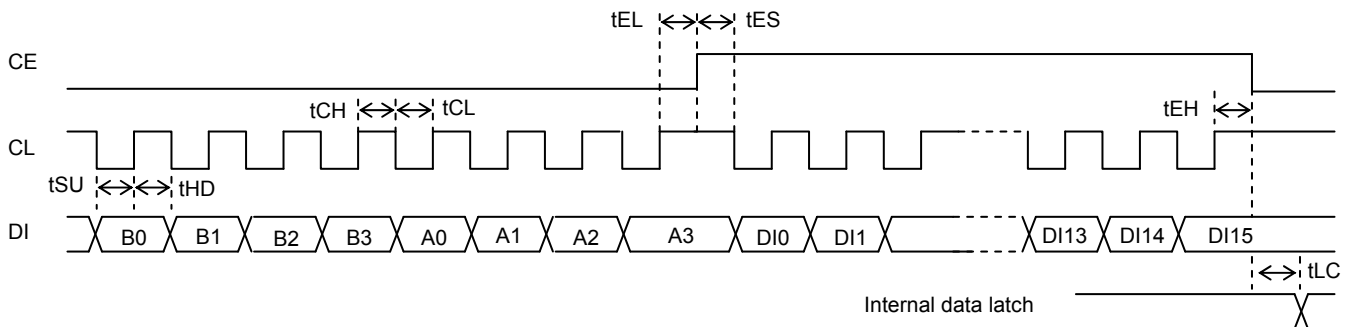 tEL tES
CE
tCH tCL tEH
CL
tSU tHD
DI B0 B1 B2 B3 A0 A1 A2 A3 DI0 DI1 DI13 DI14 DI15
tLC
Internal data latch